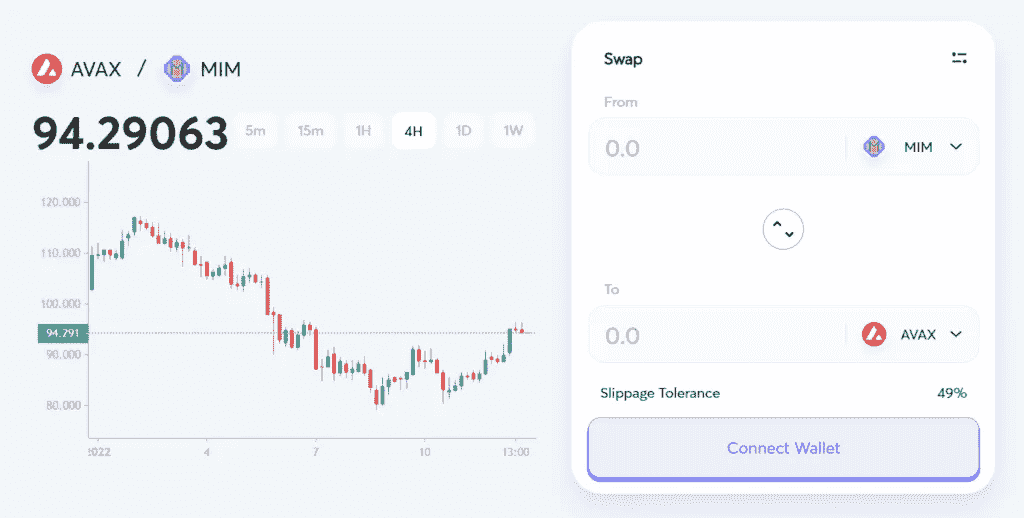 AVAX / MIM
94.29063
5m 15m 1H 4H 1D 1W
120.000
110.000
100.000
94.291
90.000
80.000
2022 4 7 10 13:00
Swap
From
0.0 MIM
To
0.0 AVAX
Slippage Tolerance 49%
Connect Wallet